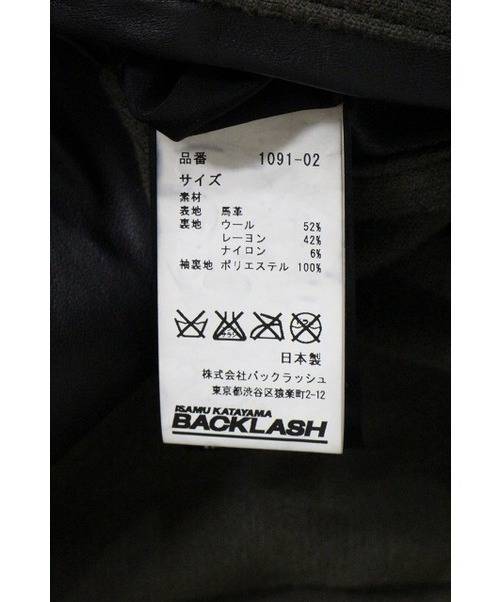 品番 1091-02
サイズ
素材
表地 馬革
裏地 ウール 52%
レーヨン 42%
ナイロン 6%
袖裏地 ポリエステル 100%
日本製
株式会社バックラッシュ
東京都渋谷区猿楽町2-12
ISAMU KATAYAMA
BACKLASH